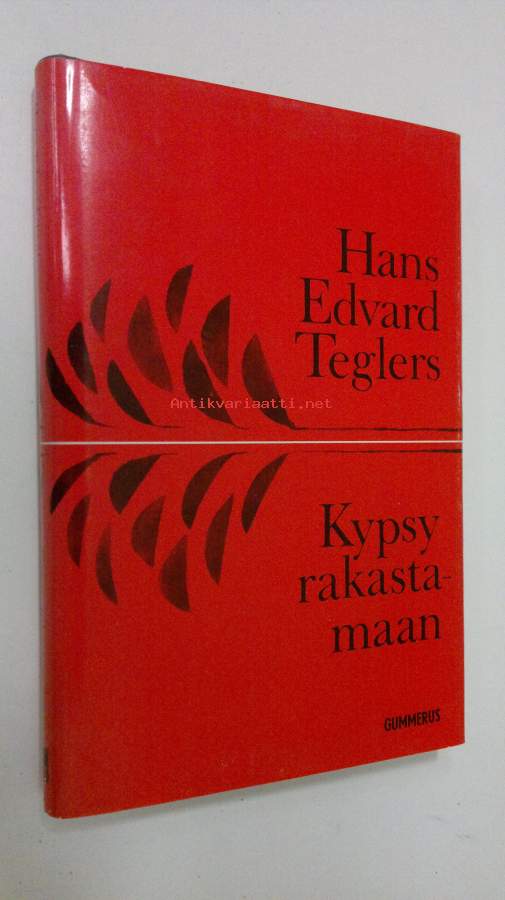 Hans
Edvard
Teglers
Antikvariaatti.net
Kypsy
rakasta-
maan
GUMMERUS